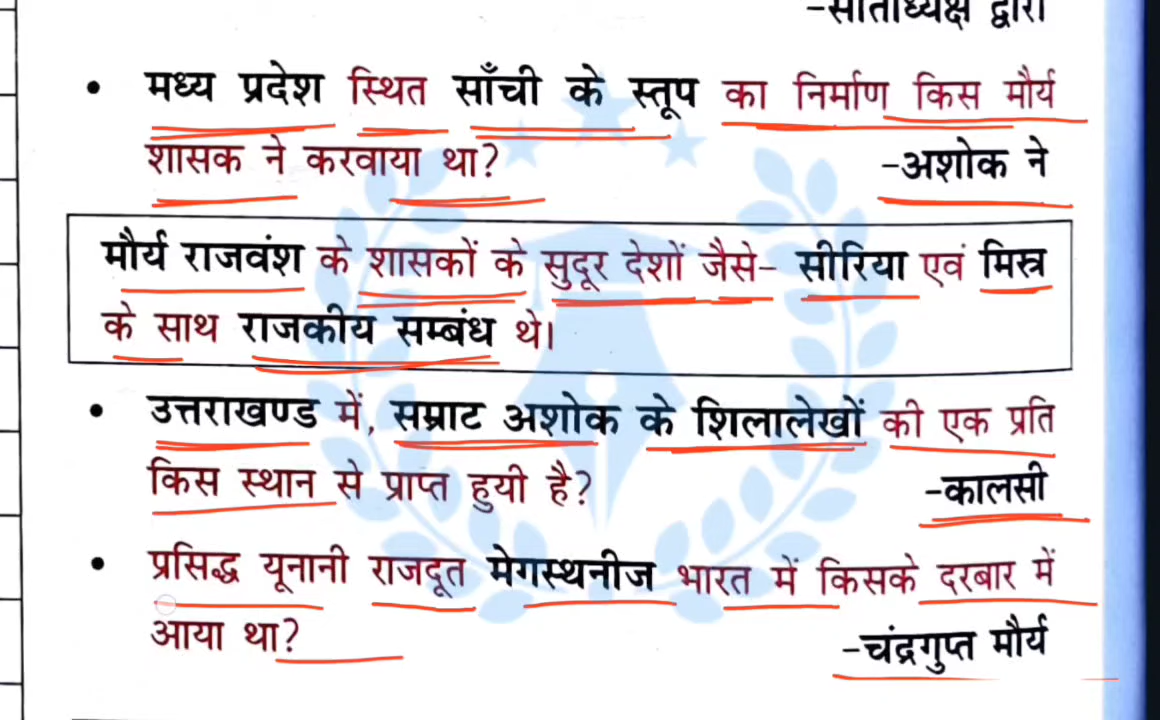 -सीताध्यक्ष द्वारा
• मध्य प्रदेश स्थित साँची के स्तूप का निर्माण किस मौर्य
शासक ने करवाया था? -अशोक ने
मौर्य राजवंश के शासकों के सुदूर देशों जैसे- सीरिया एवं मिस्र
के साथ राजकीय सम्बंध थे।
• उत्तराखण्ड में, सम्राट अशोक के शिलालेखों की एक प्रति
किस स्थान से प्राप्त हुयी है? -कालसी
• प्रसिद्ध यूनानी राजदूत मेगस्थनीज भारत में किसके दरबार में
आया था? -चंद्रगुप्त मौर्य